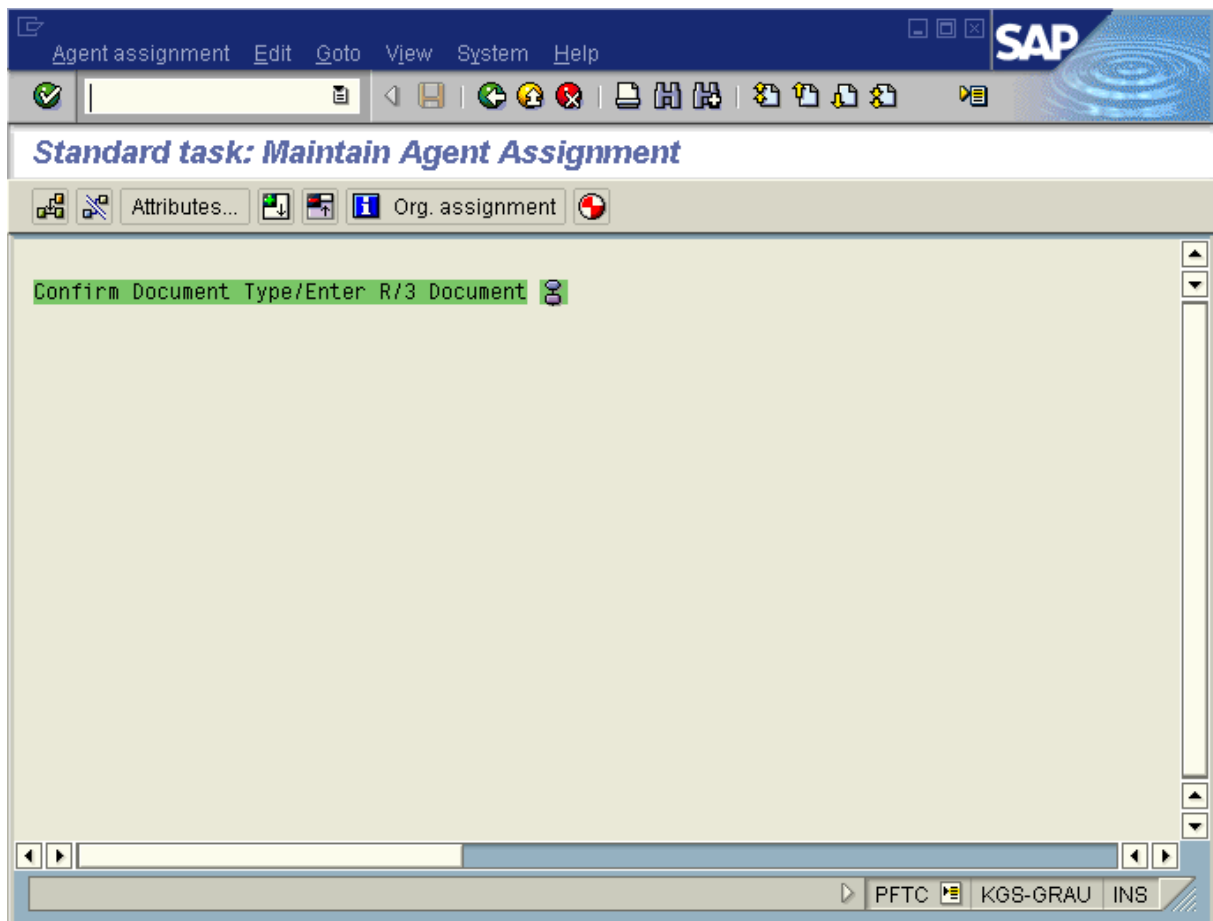 Agent assignment Edit Goto View System Help
SAP
Standard task: Maintain Agent Assignment
Attributes... Org. assignment
Confirm Document Type/Enter R/3 Document
PFTC KGS-GRAU INS